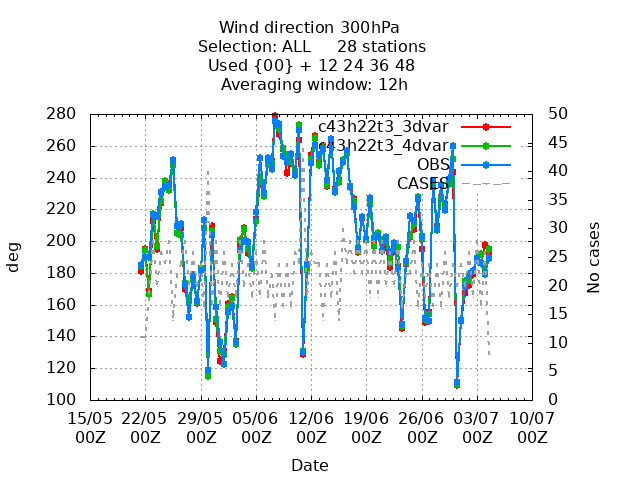 Wind direction 300hPa
Selection: ALL 28 stations
Used {00} + 12 24 36 48
Averaging window: 12h
280 50
c43h22t3_3dvar
260 45
c43h22t3_4dvar
OBS
240 40
CASES
220 35
200 30
deg
No cases
180 25
20
160
15
140
10
120 5
100 0
15/05 22/05 29/05 05/06 12/06 19/06 26/06 03/07 10/07
00Z 00Z 00Z 00Z 00Z 00Z 00Z 00Z 00Z
Date